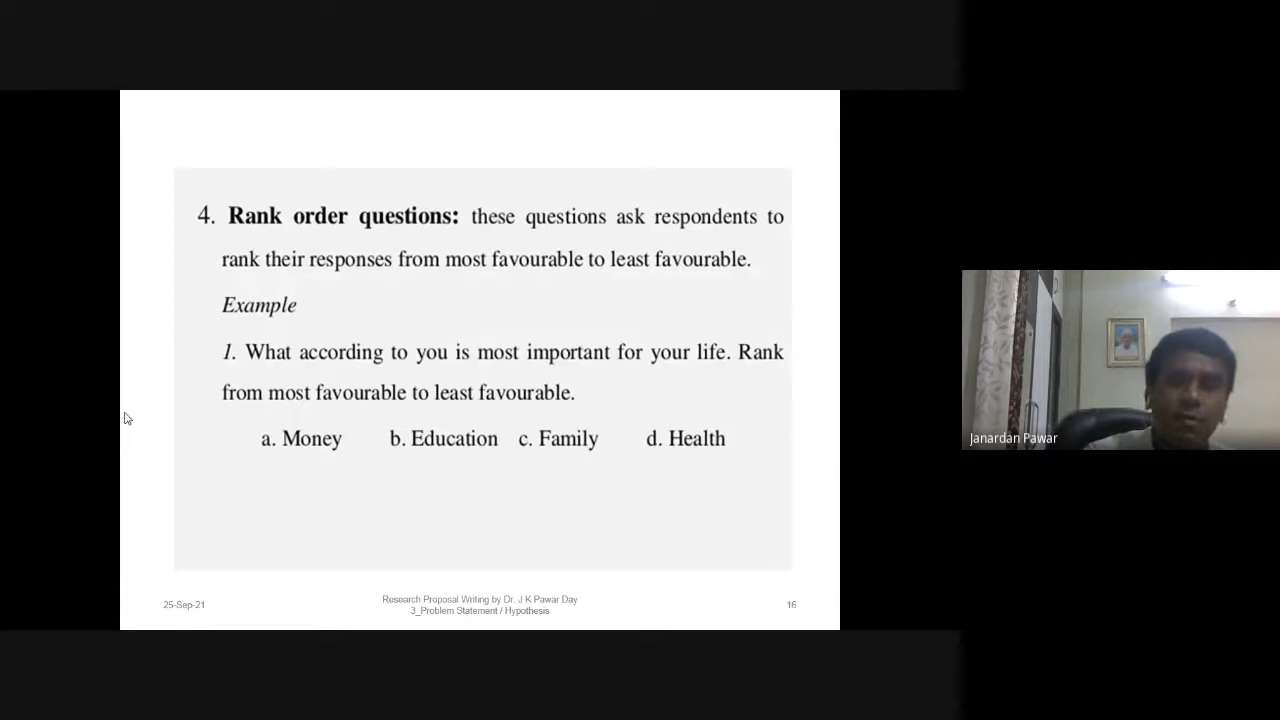 4. Rank order questions: these questions ask respondents to
rank their responses from most favourable to least favourable.
Example
1. What according to you is most important for your life. Rank
from most favourable to least favourable.
a. Money b. Education c. Family d. Health
25-Sep-21
Research Proposal Writing by Dr. J K Pawar Day
3_Problem Statement / Hypothesis
16
Janardan Pawar